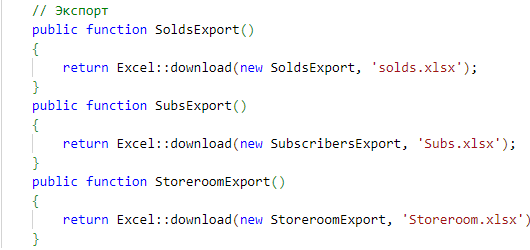 // Экспорт
public function SoldsExport()
{
return Excel::download(new SoldsExport, 'solds.xlsx');
}
public function SubsExport()
{
return Excel::download(new SubscribersExport, 'Subs.xlsx');
}
public function StoreroomExport()
{
return Excel::download(new StoreroomExport, 'Storeroom.xlsx')
}